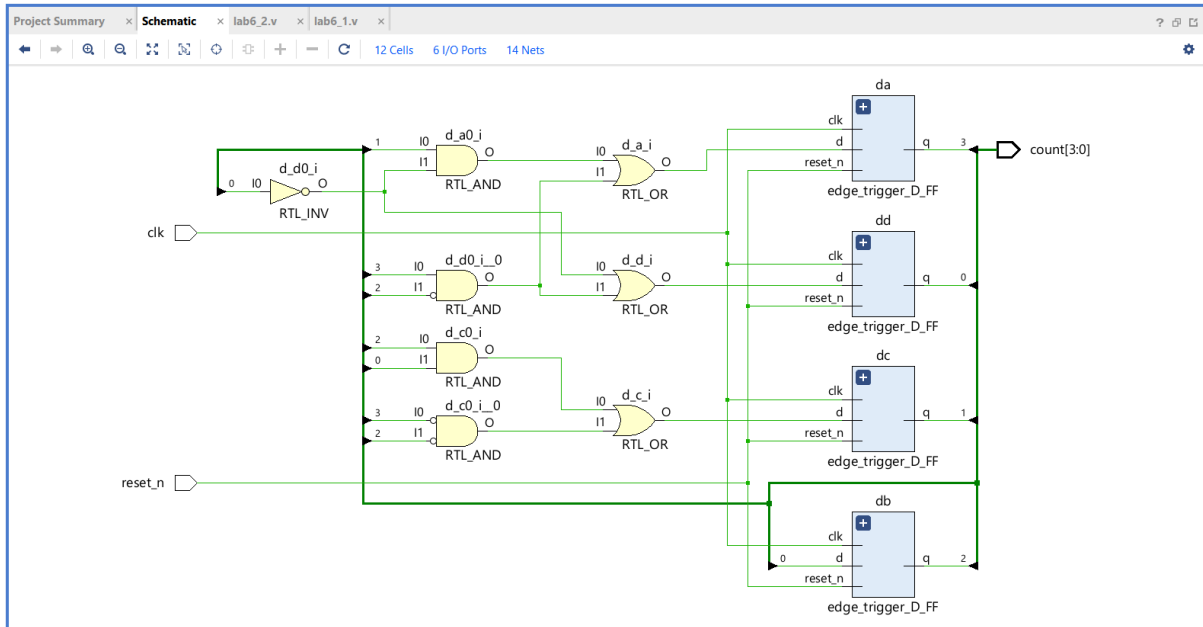 Project Summary × Schematic × lab6_2.v × lab6_1.v ×
12 Cells 6 I/O Ports 14 Nets
da
d_a0_i
d_a_i
clk
1 I0 O
I0 O
d q 3
count[3:0]
d_d0_i
I1
I1
reset_n
RTL_AND
RTL_OR
edge_trigger_D_FF
0 I0 O
RTL_INV
clk
dd
d_d0_i__0
d_d_i
clk
3 I0 O
I0 O
d q 0
2 I1
I1
reset_n
RTL_AND
RTL_OR
edge_trigger_D_FF
d_c0_i
2 I0 O
0 I1
RTL_AND
dc
clk
d_c0_i__0
d_c_i
3 I0 O
I0 O
d q 1
2 I1
I1
reset_n
RTL_AND
RTL_OR
edge_trigger_D_FF
reset_n
db
clk
0 d q 2
reset_n
edge_trigger_D_FF